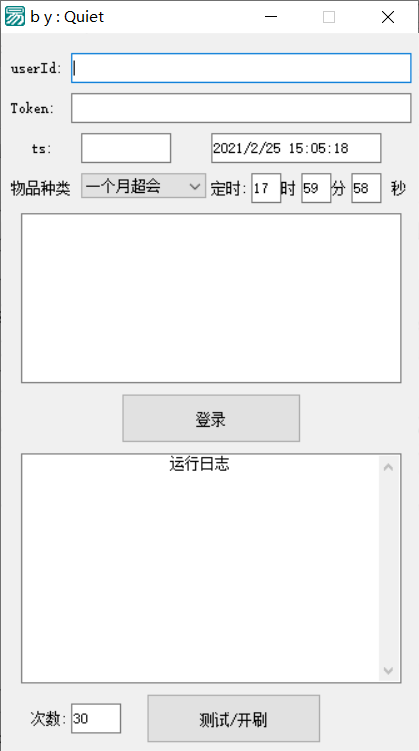 by:Quiet
userId:
Token:
ts: 2021/2/25 15:05:18
物品种类 一个月超会 定时: 17 时 59 分 58 秒
登录
运行日志
次数: 30 测试/开刷